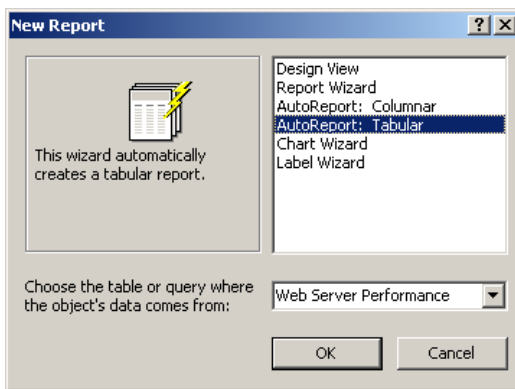 New Report
Design View
Report Wizard
AutoReport: Columnar
AutoReport: Tabular
Chart Wizard
Label Wizard
This wizard automatically
creates a tabular report.
Choose the table or query where
the object's data comes from:
Web Server Performance
OK
Cancel